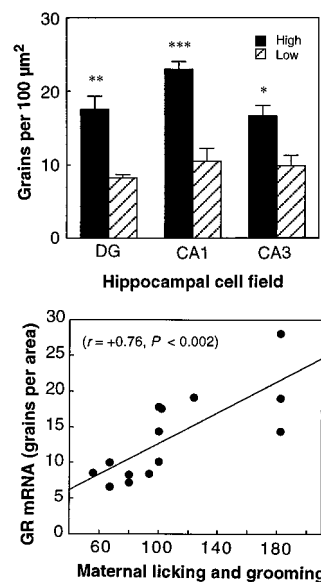 Grains per 100 µm²
30
20
10
0
**
***
*
High
Low
DG CA1 CA3
Hippocampal cell field
GR mRNA (grains per area)
30
25
20
15
10
5
0
(r = +0.76, P < 0.002)
60 100 140 180
Maternal licking and grooming